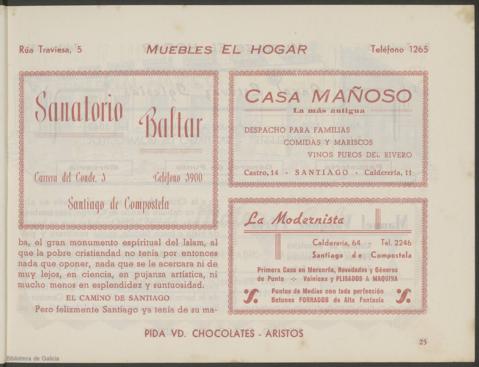 Rúa Traviesa, 5 MUEBLES EL HOGAR Teléfono 1265
Sanatorio
Baltar
Carrera del Conde. 3 Teléfono 3900
Santiago de Compostela
ba, el gran monumento espiritual del Islam, al
que la pobre cristiandad no tenía por entonces
nada que oponer, nada que se le acercara ni de
muy lejos, en ciencia, en pujanza artística, ni
mucho menos en esplendidez y suntuosidad.
EL CAMINO DE SANTIAGO
Pero felizmente Santiago ya tenía de su ma-
CASA MAÑOSO
La más antigua
DESPACHO PARA FAMILIAS
COMIDAS Y MARISCOS
VINOS PUROS DEL RIVERO
Castro, 14 - SANTIAGO - Calderería, 11
La Modernista
Calderería, 64 Tel. 2246
Santiago de Compostela
Primera Casa en Mercería, Novedades y Géneros
de Punto - Vainicas y PLISADOS A MAQUINA
Puntos de Medias con toda perfección
Botones FORRADOS de Alta Fantasía
PIDA VD. CHOCOLATES - ARISTOS
25
Biblioteca de Galicia